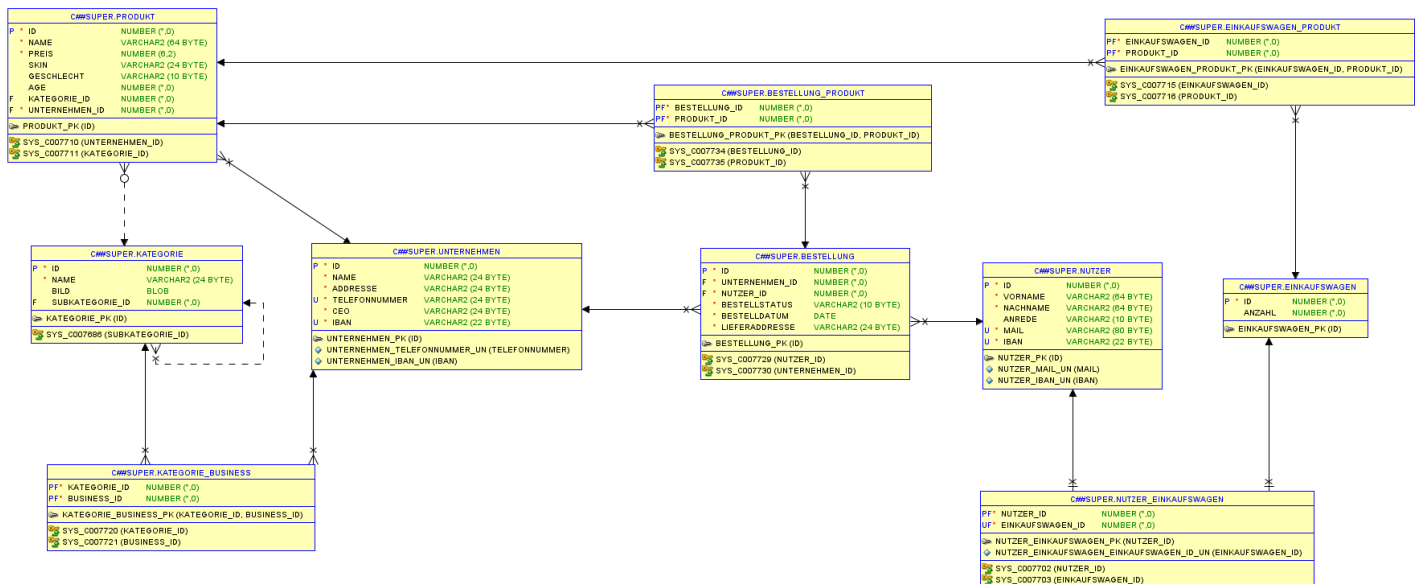 C##SUPER.PRODUKT
P * ID NUMBER (*,0)
* NAME VARCHAR2 (64 BYTE)
* PREIS NUMBER (6,2)
SKIN VARCHAR2 (24 BYTE)
GESCHLECHT VARCHAR2 (10 BYTE)
AGE NUMBER (*,0)
F KATEGORIE_ID NUMBER (*,0)
F * UNTERNEHMEN_ID NUMBER (*,0)
PRODUKT_PK (ID)
SYS_C007710 (UNTERNEHMEN_ID)
SYS_C007711 (KATEGORIE_ID)
C##SUPER.EINKAUFSWAGEN_PRODUKT
PF* EINKAUFSWAGEN_ID NUMBER (*,0)
PF* PRODUKT_ID NUMBER (*,0)
EINKAUFSWAGEN_PRODUKT_PK (EINKAUFSWAGEN_ID, PRODUKT_ID)
SYS_C007715 (EINKAUFSWAGEN_ID)
SYS_C007716 (PRODUKT_ID)
C##SUPER.BESTELLUNG_PRODUKT
PF* BESTELLUNG_ID NUMBER (*,0)
PF* PRODUKT_ID NUMBER (*,0)
BESTELLUNG_PRODUKT_PK (BESTELLUNG_ID, PRODUKT_ID)
SYS_C007734 (BESTELLUNG_ID)
SYS_C007735 (PRODUKT_ID)
C##SUPER.KATEGORIE
P * ID NUMBER (*,0)
* NAME VARCHAR2 (24 BYTE)
BILD BLOB
F SUBKATEGORIE_ID NUMBER (*,0)
KATEGORIE_PK (ID)
SYS_C007686 (SUBKATEGORIE_ID)
C##SUPER.UNTERNEHMEN
P * ID NUMBER (*,0)
* NAME VARCHAR2 (24 BYTE)
* ADDRESSE VARCHAR2 (24 BYTE)
U * TELEFONNUMMER VARCHAR2 (24 BYTE)
* CEO VARCHAR2 (24 BYTE)
U * IBAN VARCHAR2 (22 BYTE)
UNTERNEHMEN_PK (ID)
UNTERNEHMEN_TELEFONNUMMER_UN (TELEFONNUMMER)
UNTERNEHMEN_IBAN_UN (IBAN)
C##SUPER.BESTELLUNG
P * ID NUMBER (*,0)
F * UNTERNEHMEN_ID NUMBER (*,0)
F * NUTZER_ID NUMBER (*,0)
* BESTELLSTATUS VARCHAR2 (10 BYTE)
* BESTELLDATUM DATE
* LIEFERADDRESSE VARCHAR2 (24 BYTE)
BESTELLUNG_PK (ID)
SYS_C007729 (NUTZER_ID)
SYS_C007730 (UNTERNEHMEN_ID)
C##SUPER.NUTZER
P * ID NUMBER (*,0)
* VORNAME VARCHAR2 (64 BYTE)
* NACHNAME VARCHAR2 (64 BYTE)
ANREDE VARCHAR2 (10 BYTE)
U * MAIL VARCHAR2 (80 BYTE)
U * IBAN VARCHAR2 (22 BYTE)
NUTZER_PK (ID)
NUTZER_MAIL_UN (MAIL)
NUTZER_IBAN_UN (IBAN)
C##SUPER.EINKAUFSWAGEN
P * ID NUMBER (*,0)
ANZAHL NUMBER (*,0)
EINKAUFSWAGEN_PK (ID)
C##SUPER.KATEGORIE_BUSINESS
PF* KATEGORIE_ID NUMBER (*,0)
PF* BUSINESS_ID NUMBER (*,0)
KATEGORIE_BUSINESS_PK (KATEGORIE_ID, BUSINESS_ID)
SYS_C007720 (KATEGORIE_ID)
SYS_C007721 (BUSINESS_ID)
C##SUPER.NUTZER_EINKAUFSWAGEN
PF* NUTZER_ID NUMBER (*,0)
UF* EINKAUFSWAGEN_ID NUMBER (*,0)
NUTZER_EINKAUFSWAGEN_PK (NUTZER_ID)
NUTZER_EINKAUFSWAGEN_EINKAUFSWAGEN_ID_UN (EINKAUFSWAGEN_ID)
SYS_C007702 (NUTZER_ID)
SYS_C007703 (EINKAUFSWAGEN_ID)